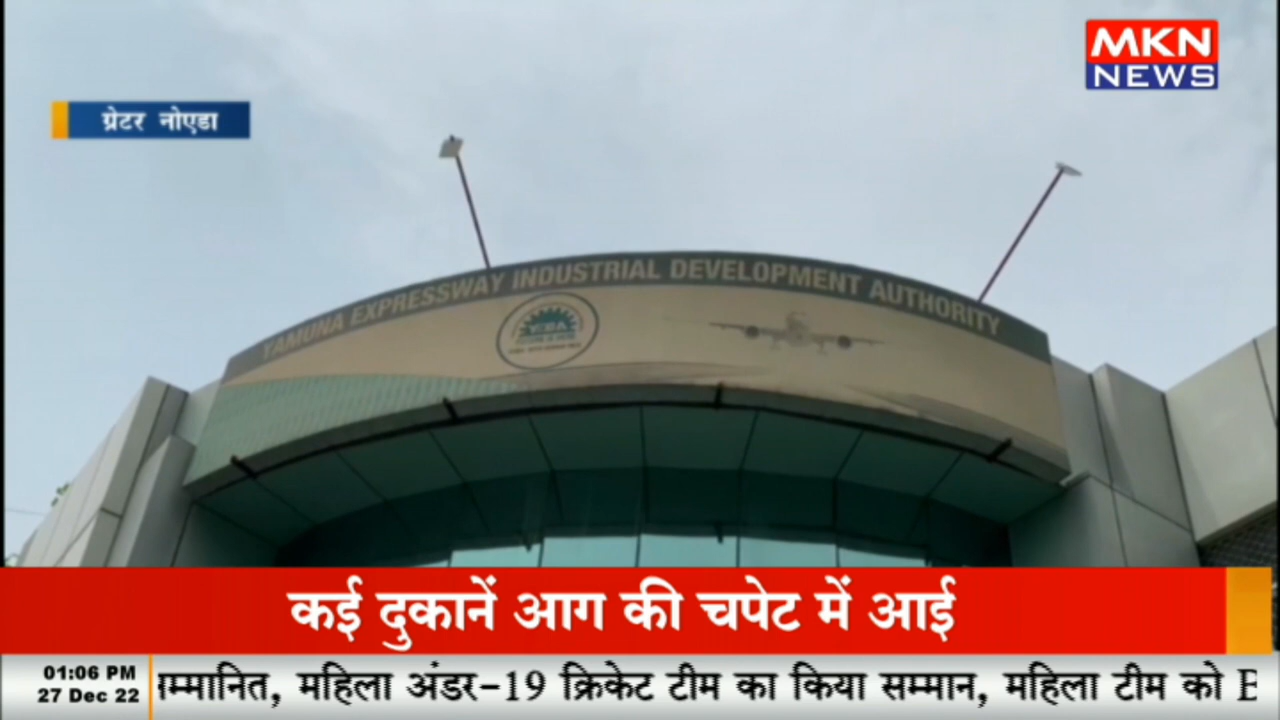 MKN
NEWS
ग्रेटर नोएडा
YAMUNA EXPRESSWAY INDUSTRIAL DEVELOPMENT AUTHORITY
कई दुकानें आग की चपेट में आई
01:06 PM
27 Dec 22
म्मानित, महिला अंडर-19 क्रिकेट टीम का किया सम्मान, महिला टीम को